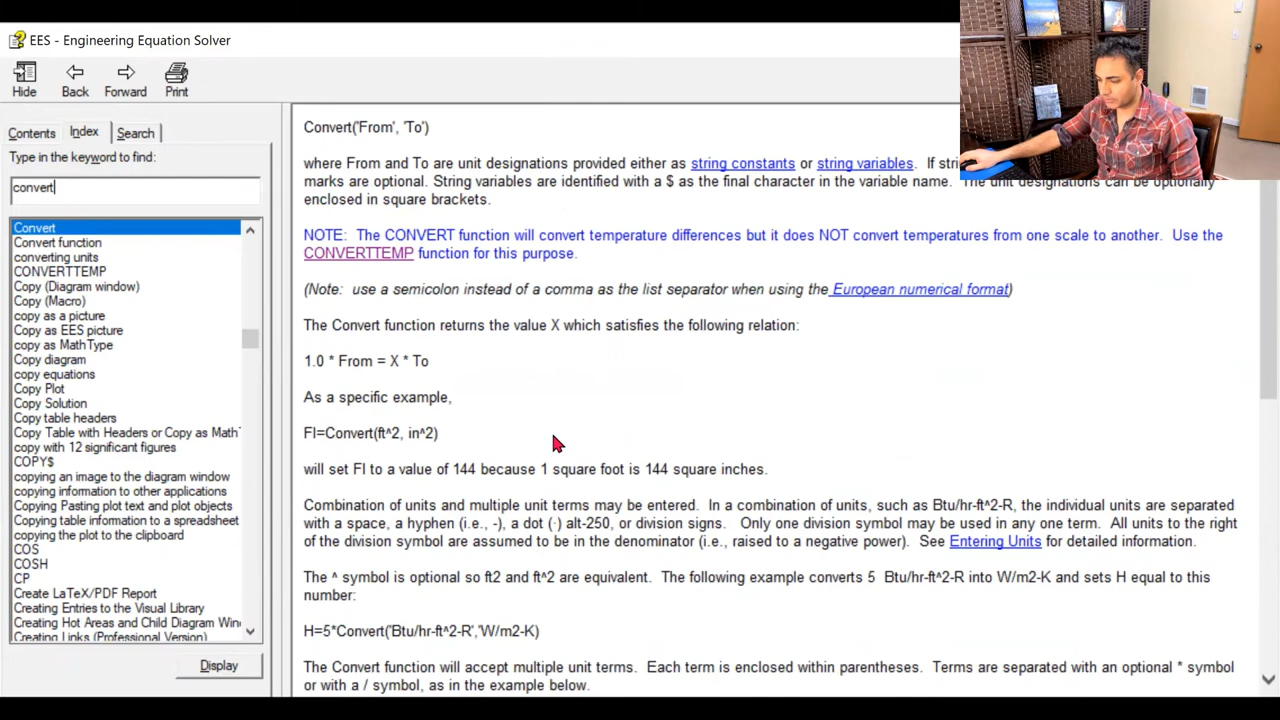 EES - Engineering Equation Solver
Hide
Back
Forward
Print
Contents
Index
Search
Type in the keyword to find:
convert
Convert
Convert function
converting units
CONVERTTEMP
Copy (Diagram window)
Copy (Macro)
copy as a picture
Copy as EES picture
copy as MathType
Copy diagram
copy equations
Copy Plot
Copy Solution
Copy table headers
Copy Table with Headers or Copy as Math
copy with 12 significant figures
COPY$
copying an image to the diagram window
copying information to other applications
Copying Pasting plot text and plot objects
Copying table information to a spreadsheet
copying the plot to the clipboard
COS
COSH
CP
Create LaTeX/PDF Report
Creating Entries to the Visual Library
Creating Hot Areas and Child Diagram Win
Creating Links (Professional Version)
Display
Convert('From', 'To')
where From and To are unit designations provided either as string constants or string variables. If
marks are optional. String variables are identified with a $ as the final character in the variable name. The unit designations can be optionally
enclosed in square brackets.
NOTE: The CONVERT function will convert temperature differences but it does NOT convert temperatures from one scale to another. Use the
CONVERTTEMP function for this purpose.
(Note: use a semicolon instead of a comma as the list separator when using the European numerical format)
The Convert function returns the value X which satisfies the following relation:
1.0 * From = X * To
As a specific example,
FI=Convert(ft^2, in^2)
will set FI to a value of 144 because 1 square foot is 144 square inches.
Combination of units and multiple unit terms may be entered. In a combination of units, such as Btu/hr-ft^2-R, the individual units are separated
with a space, a hyphen (i.e., -), a dot (·) alt-250, or division signs. Only one division symbol may be used in any one term. All units to the right
of the division symbol are assumed to be in the denominator (i.e., raised to a negative power). See Entering Units for detailed information.
The ^ symbol is optional so ft2 and ft^2 are equivalent. The following example converts 5 Btu/hr-ft^2-R into W/m2-K and sets H equal to this
number:
H=5*Convert('Btu/hr-ft^2-R','W/m2-K)
The Convert function will accept multiple unit terms. Each term is enclosed within parentheses. Terms are separated with an optional * symbol
or with a / symbol, as in the example below.